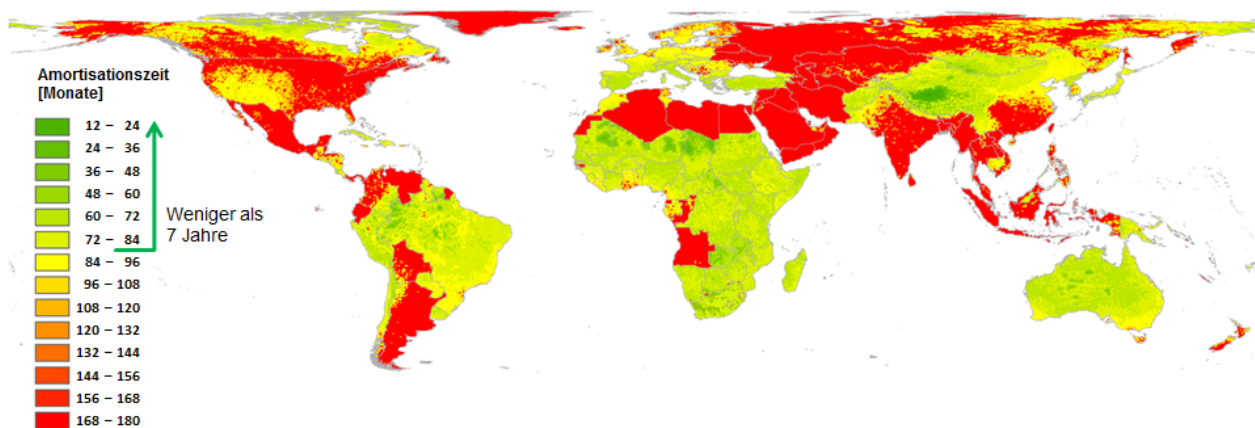 Amortisationszeit
[Monate]
12 – 24
24 – 36
36 – 48
48 – 60
60 – 72
72 – 84
84 – 96
96 – 108
108 – 120
120 – 132
132 – 144
144 – 156
156 – 168
168 – 180
Weniger als
7 Jahre